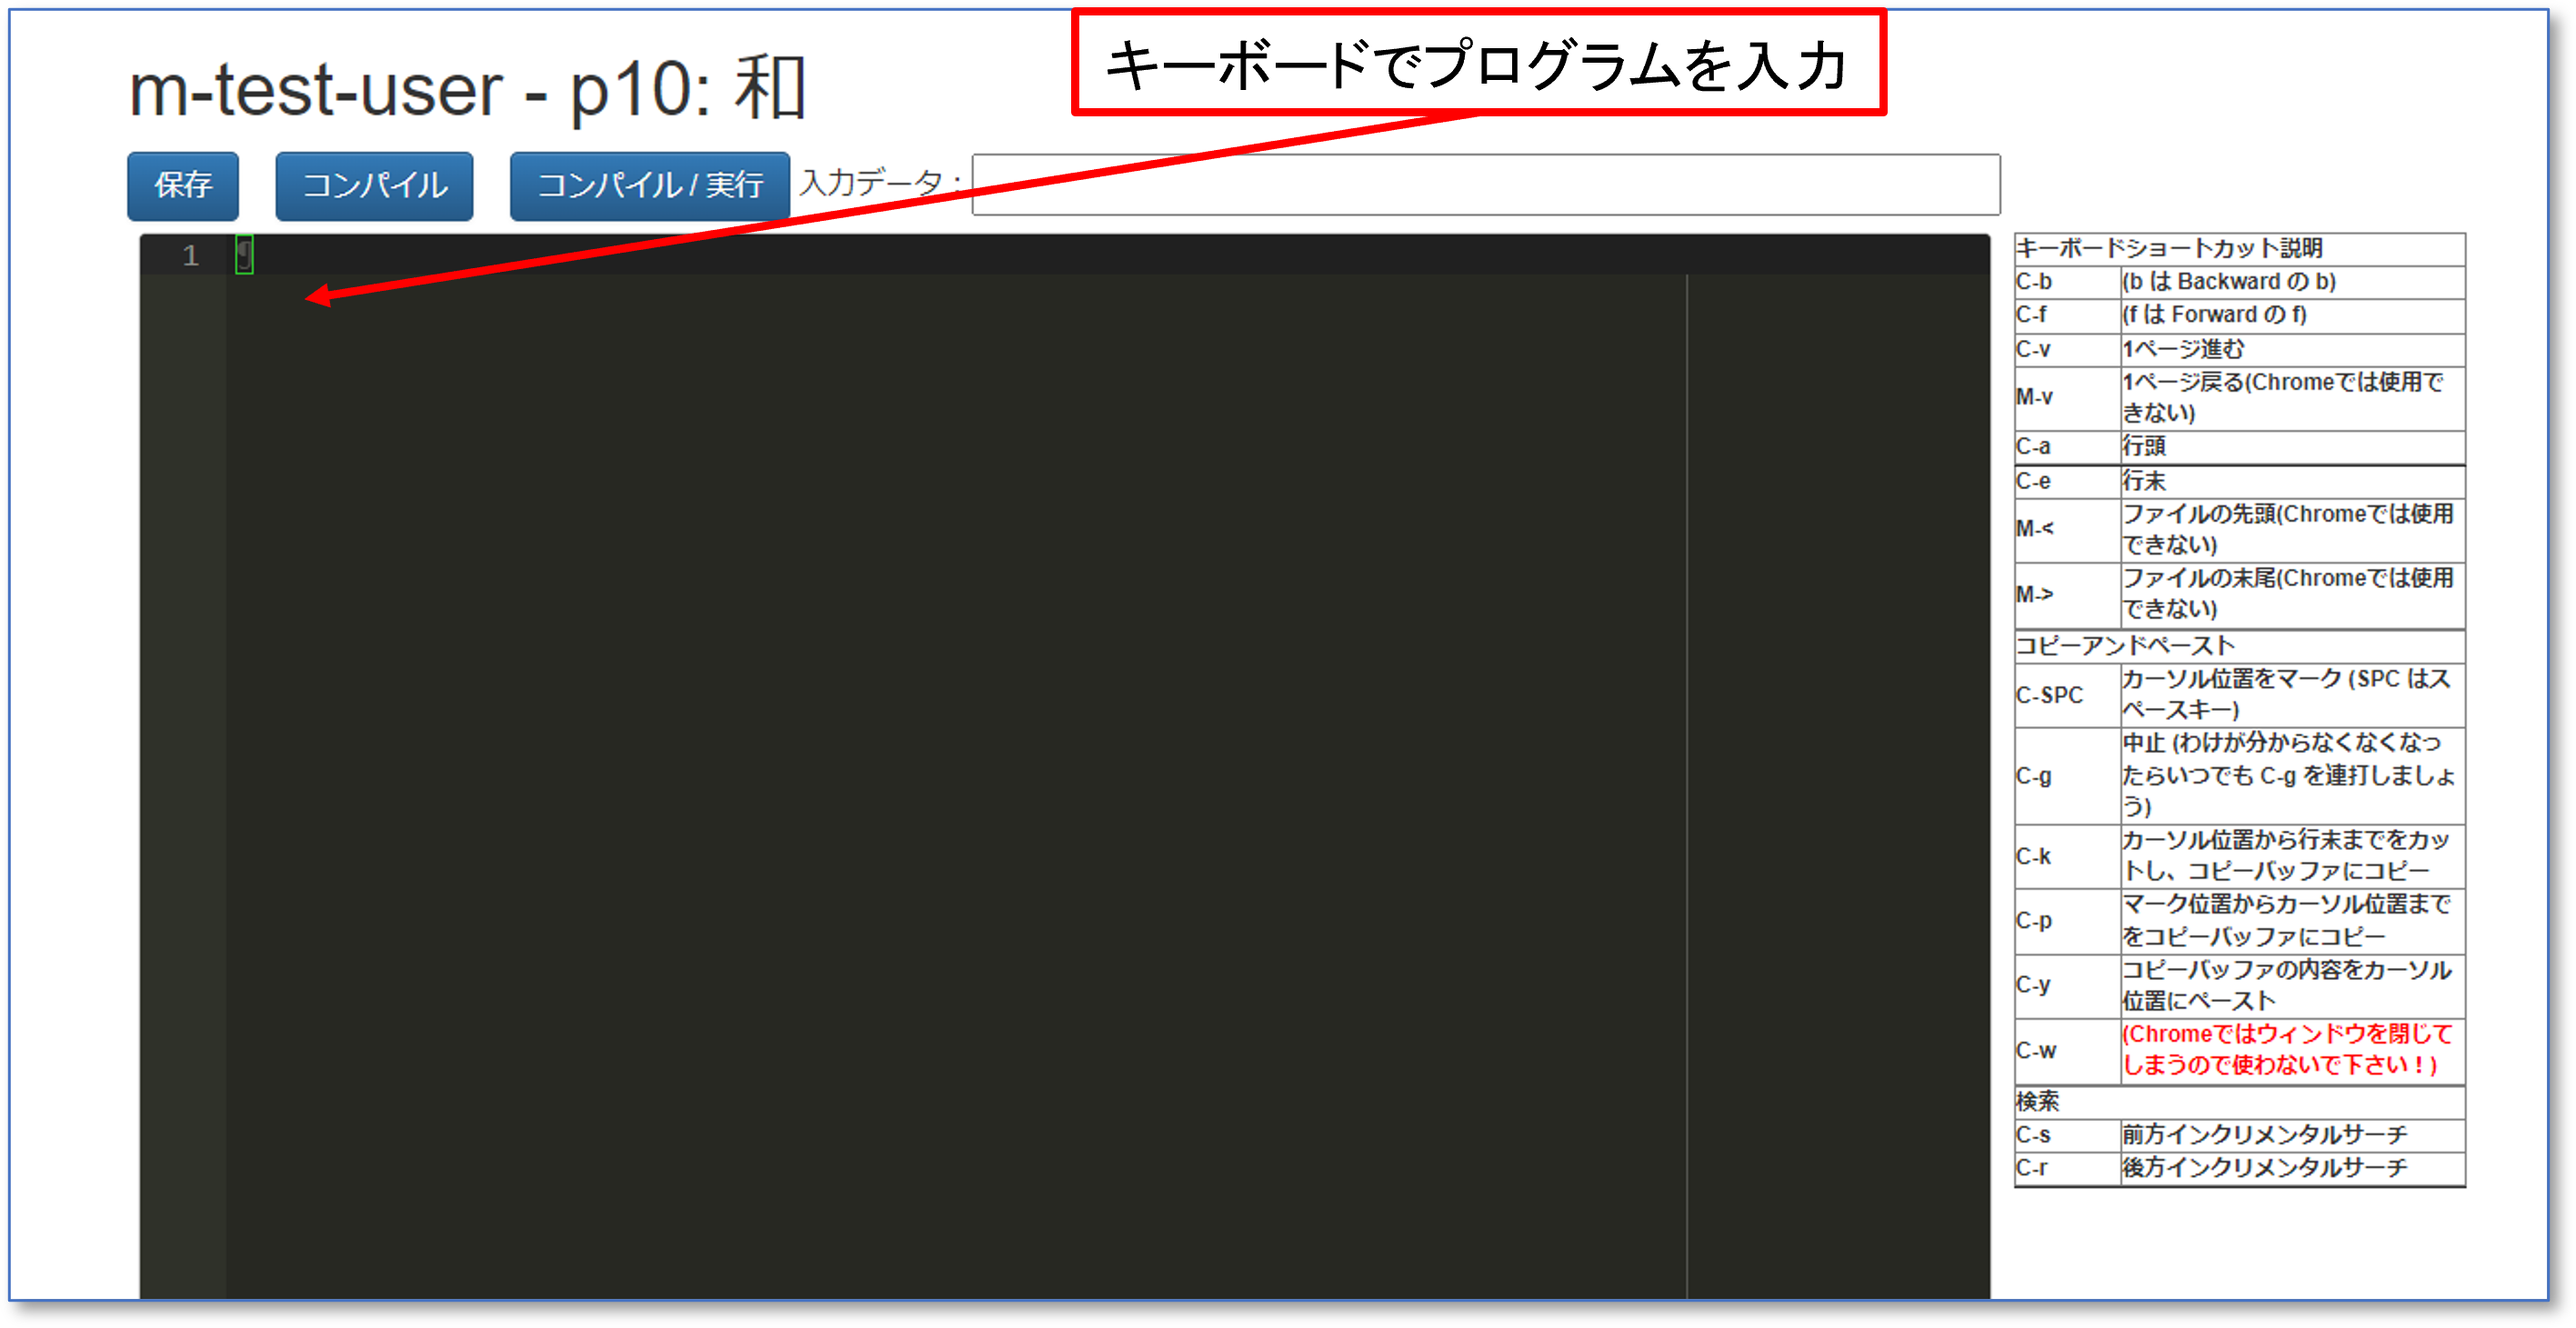 キーボードでプログラムを入力
m-test-user - p10: 和
保存 コンパイル コンパイル / 実行 入力データ :
1 ¶
キーボードショートカット説明
C-b (b は Backward の b)
C-f (f は Forward の f)
C-v 1ページ進む
M-v 1ページ戻る(Chromeでは使用で
きない)
C-a 行頭
C-e 行末
M-< ファイルの先頭(Chromeでは使用
できない)
M-> ファイルの末尾(Chromeでは使用
できない)
コピーアンドペースト
C-SPC カーソル位置をマーク (SPC はス
ペースキー)
C-g 中止 (わけが分からなくなくなっ
たらいつでも C-g を連打しましょ
う)
C-k カーソル位置から行末までをカッ
トし、コピーバッファにコピー
C-p マーク位置からカーソル位置まで
をコピーバッファにコピー
C-y コピーバッファの内容をカーソル
位置にペースト
C-w (Chromeではウィンドウを閉じて
しまうので使わないで下さい！)
検索
C-s 前方インクリメンタルサーチ
C-r 後方インクリメンタルサーチ